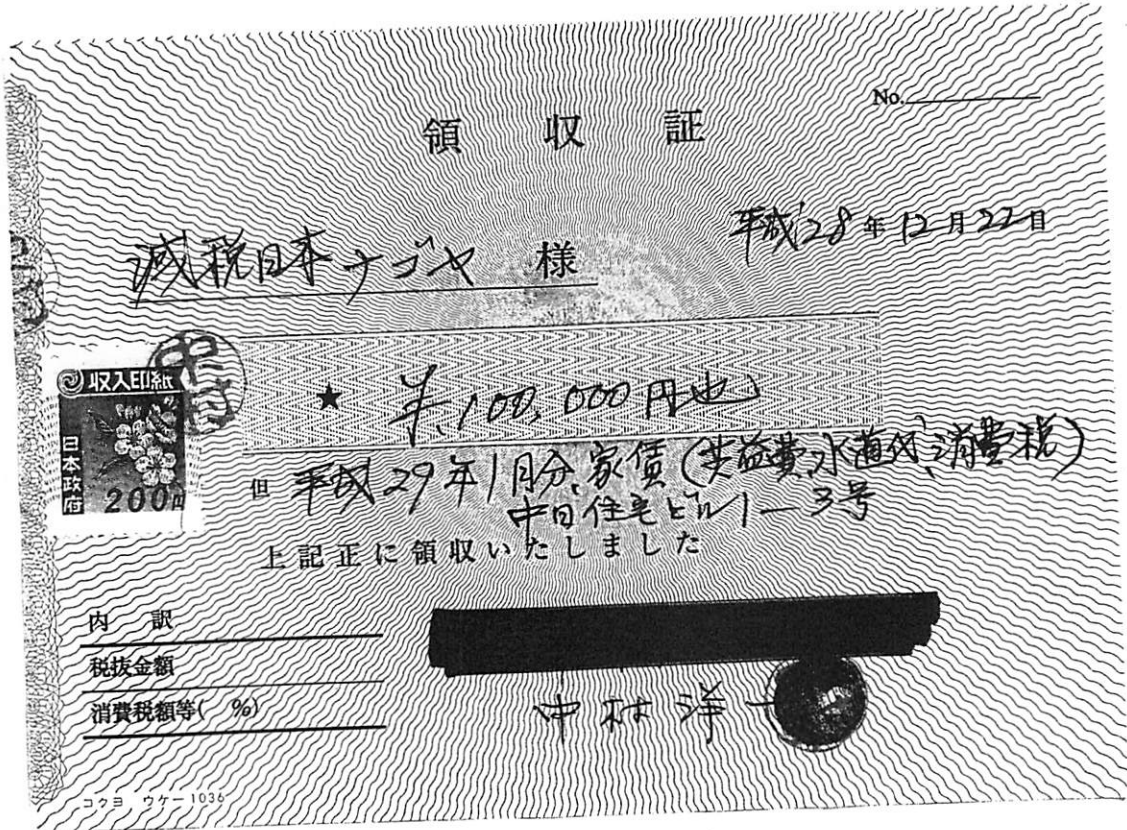 No.
領収証
平成28年12月22日
減税日本ナゴヤ 様
収入印紙
日本政府
200円
★ ¥.100,000円也
但 平成29年1月分、家賃(共益費、水道代、消費税)
中日住宅ビル1—3号
上記正に領収いたしました
内訳
税抜金額
消費税額等( %)
中村洋一
コクヨ ウケー1036